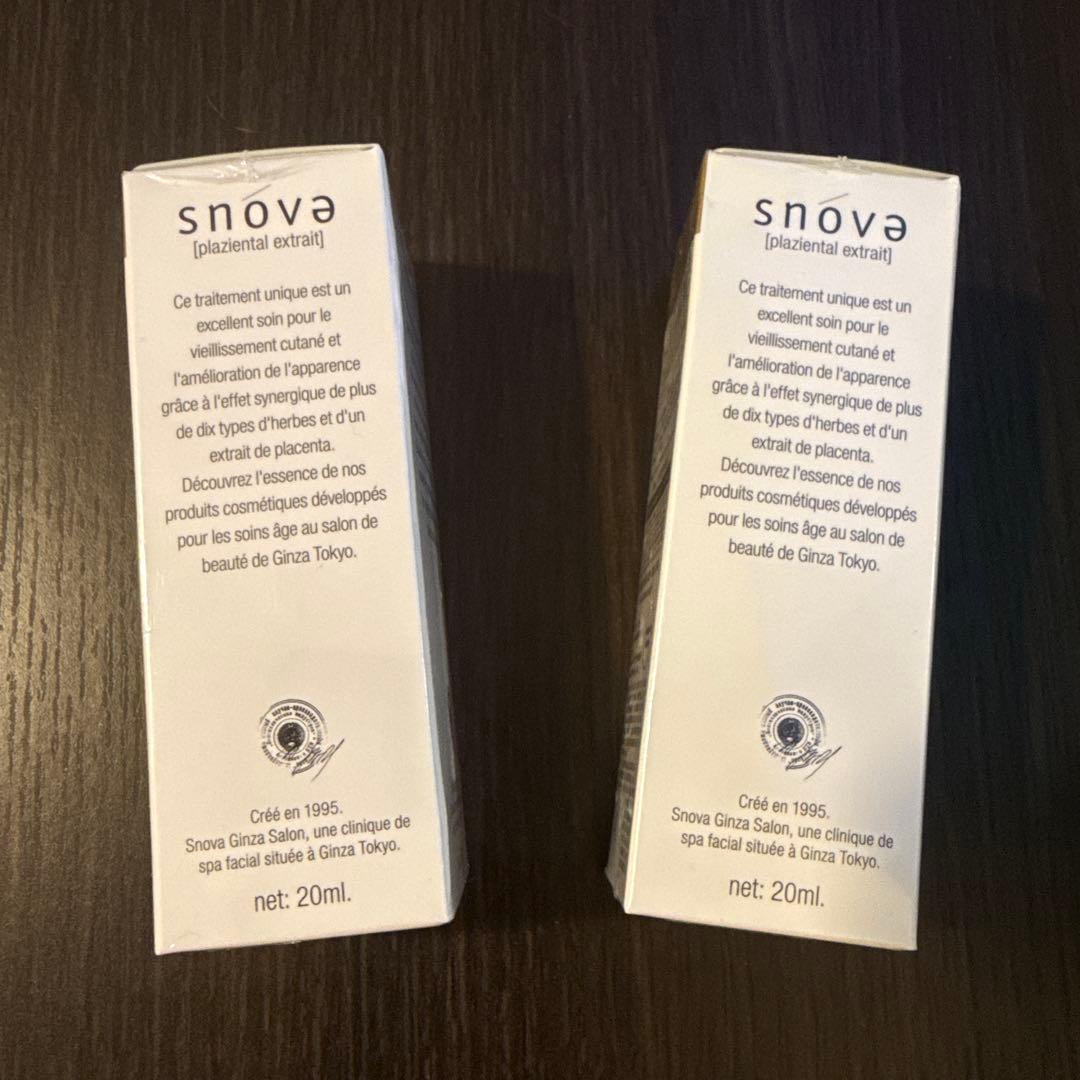 snóvə
[plaziental extrait]
Ce traitement unique est un
excellent soin pour le
vieillissement cutané et
l'amélioration de l'apparence
grâce à l'effet synergique de plus
de dix types d'herbes et d'un
extrait de placenta.
Découvrez l'essence de nos
produits cosmétiques développés
pour les soins âge au salon de
beauté de Ginza Tokyo.
Créé en 1995.
Snova Ginza Salon, une clinique de
spa facial située à Ginza Tokyo.
net: 20ml.
snóvə
[plaziental extrait]
Ce traitement unique est un
excellent soin pour le
vieillissement cutané et
l'amélioration de l'apparence
grâce à l'effet synergique de plus
de dix types d'herbes et d'un
extrait de placenta.
Découvrez l'essence de nos
produits cosmétiques développés
pour les soins âge au salon de
beauté de Ginza Tokyo.
Créé en 1995.
Snova Ginza Salon, une clinique de
spa facial située à Ginza Tokyo.
net: 20ml.